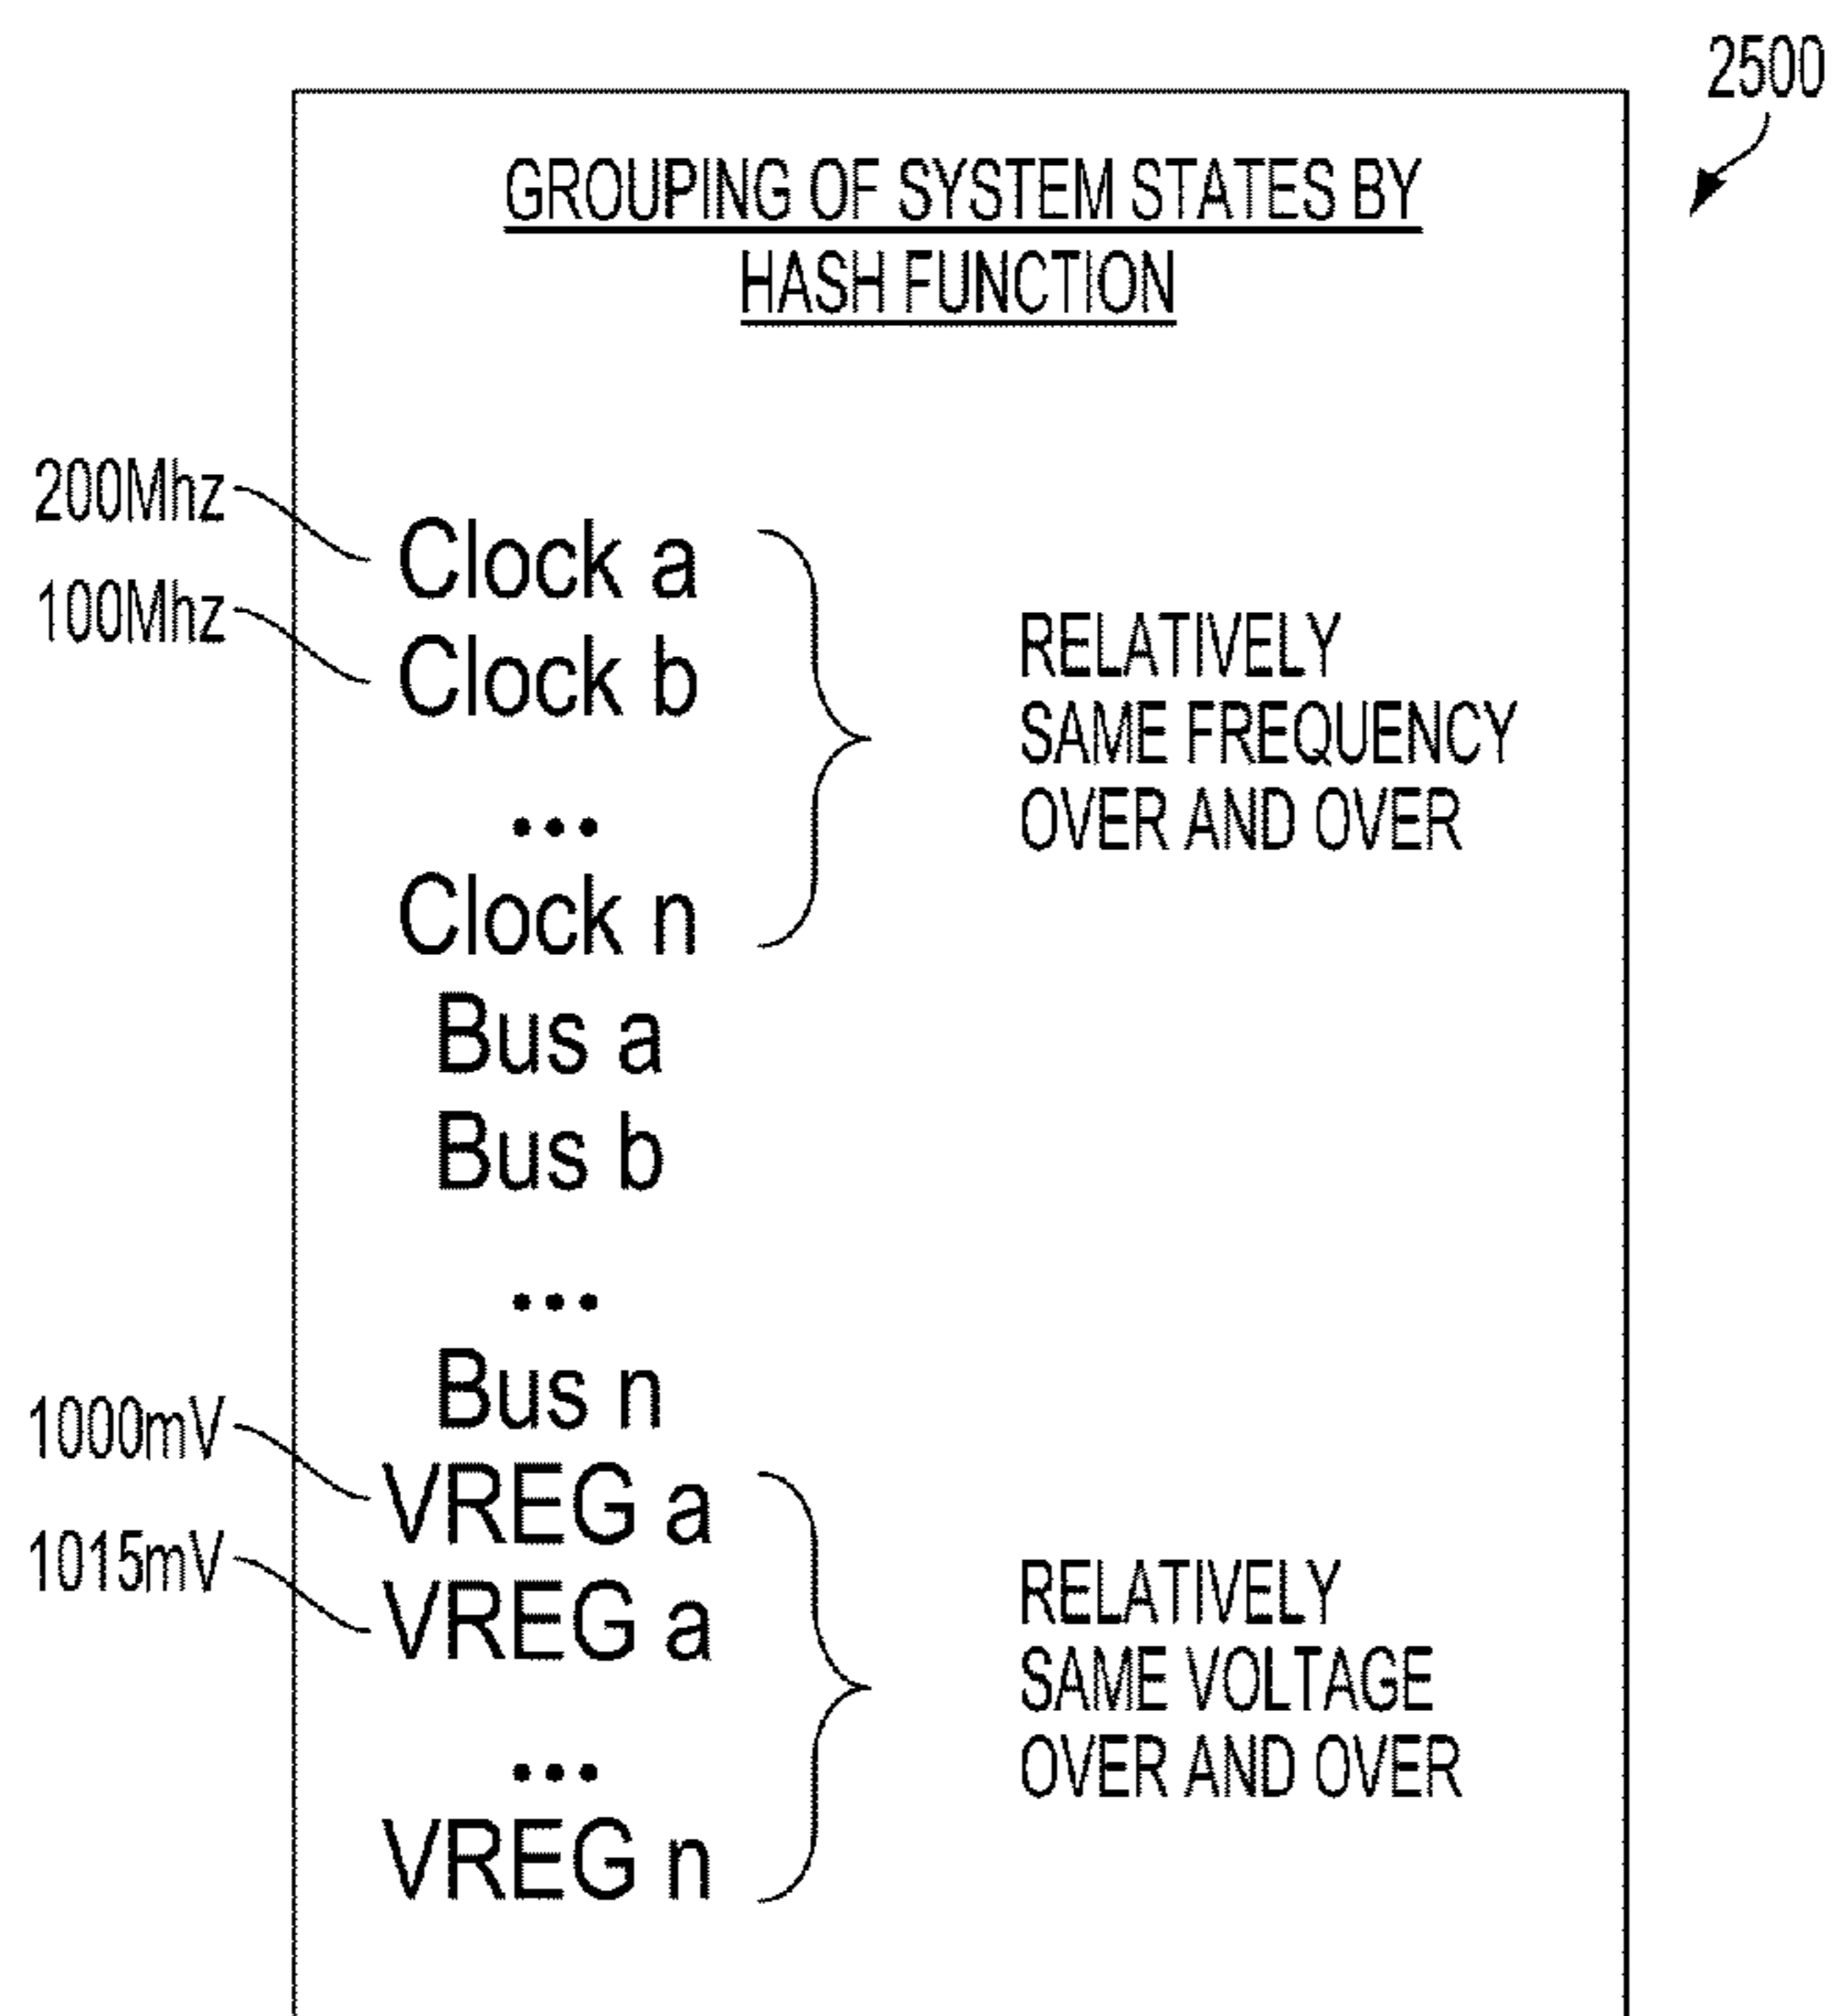 2500
GROUPING OF SYSTEM STATES BY
HASH FUNCTION
200Mhz
Clock a
100Mhz
Clock b
...
Clock n
RELATIVELY
SAME FREQUENCY
OVER AND OVER
Bus a
Bus b
...
Bus n
1000mV
VREG a
1015mV
VREG a
...
VREG n
RELATIVELY
SAME VOLTAGE
OVER AND OVER